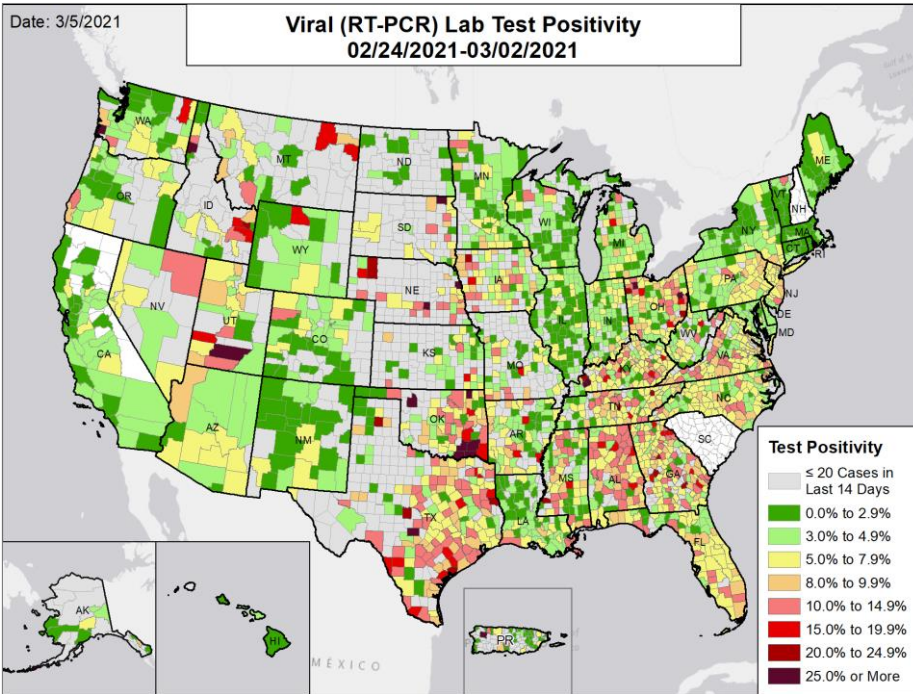 Date: 3/5/2021
Viral (RT-PCR) Lab Test Positivity
02/24/2021-03/02/2021
WA
MT
ND
MN
ME
OR
ID
WY
SD
WI
MI
NY
VT
NH
MA
CT
RI
NV
UT
CO
NE
IA
IL
IN
OH
PA
NJ
DE
MD
CA
KS
MO
KY
WV
VA
AZ
NM
OK
AR
TN
NC
SC
TX
LA
MS
AL
GA
FL
AK
HI
PR
MÉXICO
Test Positivity
≤ 20 Cases in
Last 14 Days
0.0% to 2.9%
3.0% to 4.9%
5.0% to 7.9%
8.0% to 9.9%
10.0% to 14.9%
15.0% to 19.9%
20.0% to 24.9%
25.0% or More